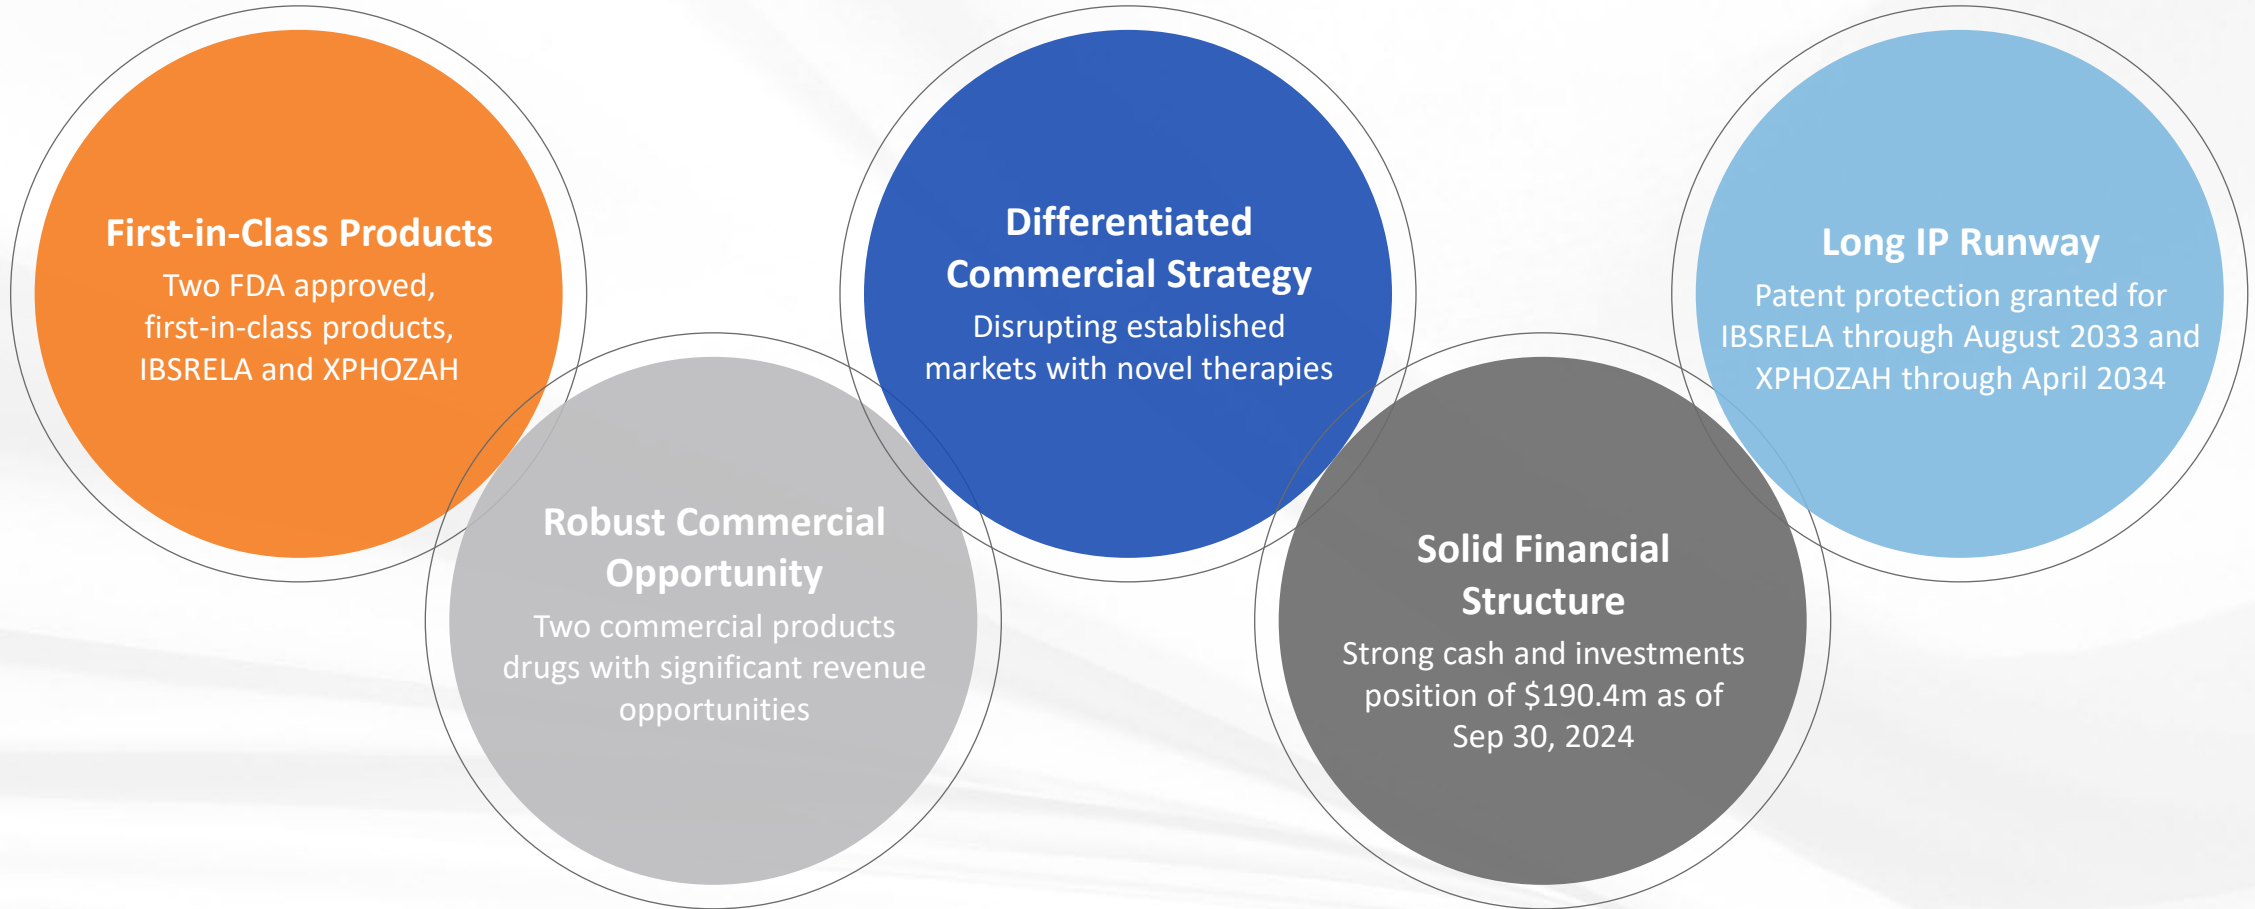 First-in-Class Products
Two FDA approved,
first-in-class products,
IBSRELA and XPHOZAH
Robust Commercial
Opportunity
Two commercial products
drugs with significant revenue
opportunities
Differentiated
Commercial Strategy
Disrupting established
markets with novel therapies
Solid Financial
Structure
Strong cash and investments
position of $190.4m as of
Sep 30, 2024
Long IP Runway
Patent protection granted for
IBSRELA through August 2033 and
XPHOZAH through April 2034